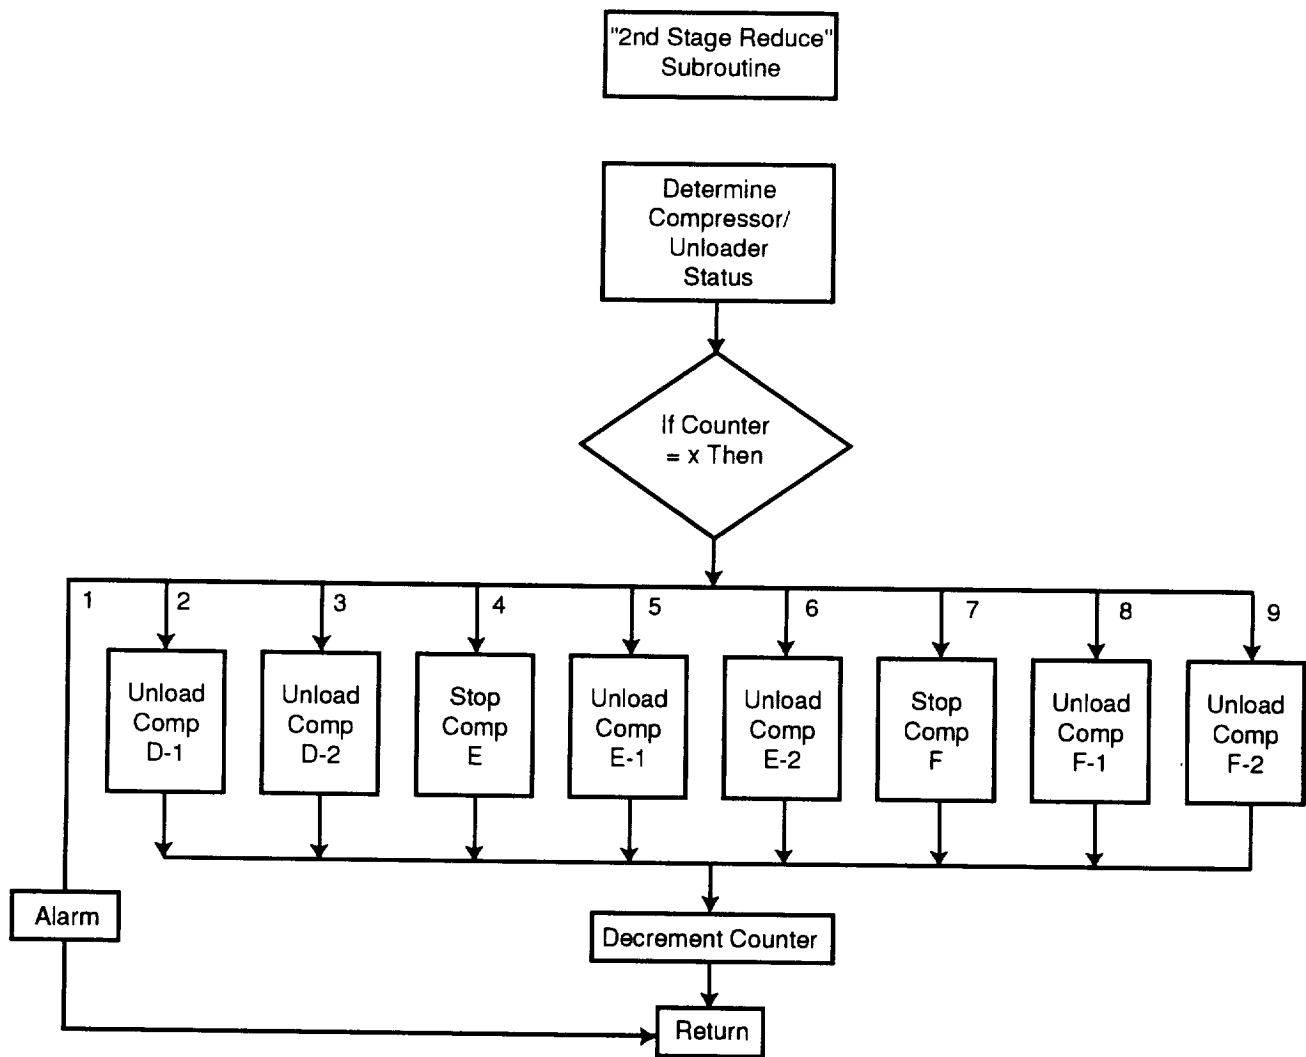 "2nd Stage Reduce"
Subroutine
Determine
Compressor/
Unloader
Status
If Counter
= x Then
1
2
3
4
5
6
7
8
9
Unload
Comp
D-1
Unload
Comp
D-2
Stop
Comp
E
Unload
Comp
E-1
Unload
Comp
E-2
Stop
Comp
F
Unload
Comp
F-1
Unload
Comp
F-2
Alarm
Decrement Counter
Return